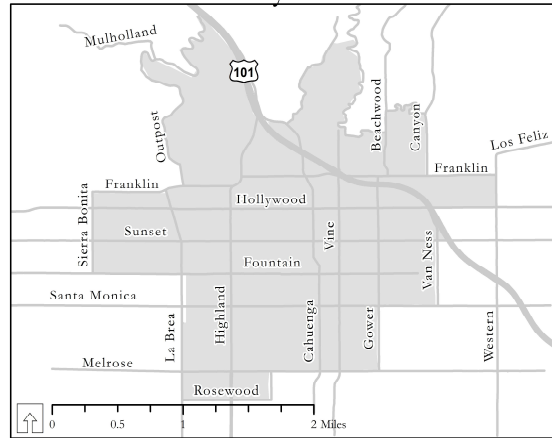 Mulholland
101
Outpost
Beachwood
Canyon
Los Feliz
Franklin
Franklin
Sierra Bonita
Hollywood
Sunset
Vine
Fountain
Van Ness
Santa Monica
La Brea
Highland
Cahuenga
Gower
Western
Melrose
Rosewood
0 0.5 1 2 Miles